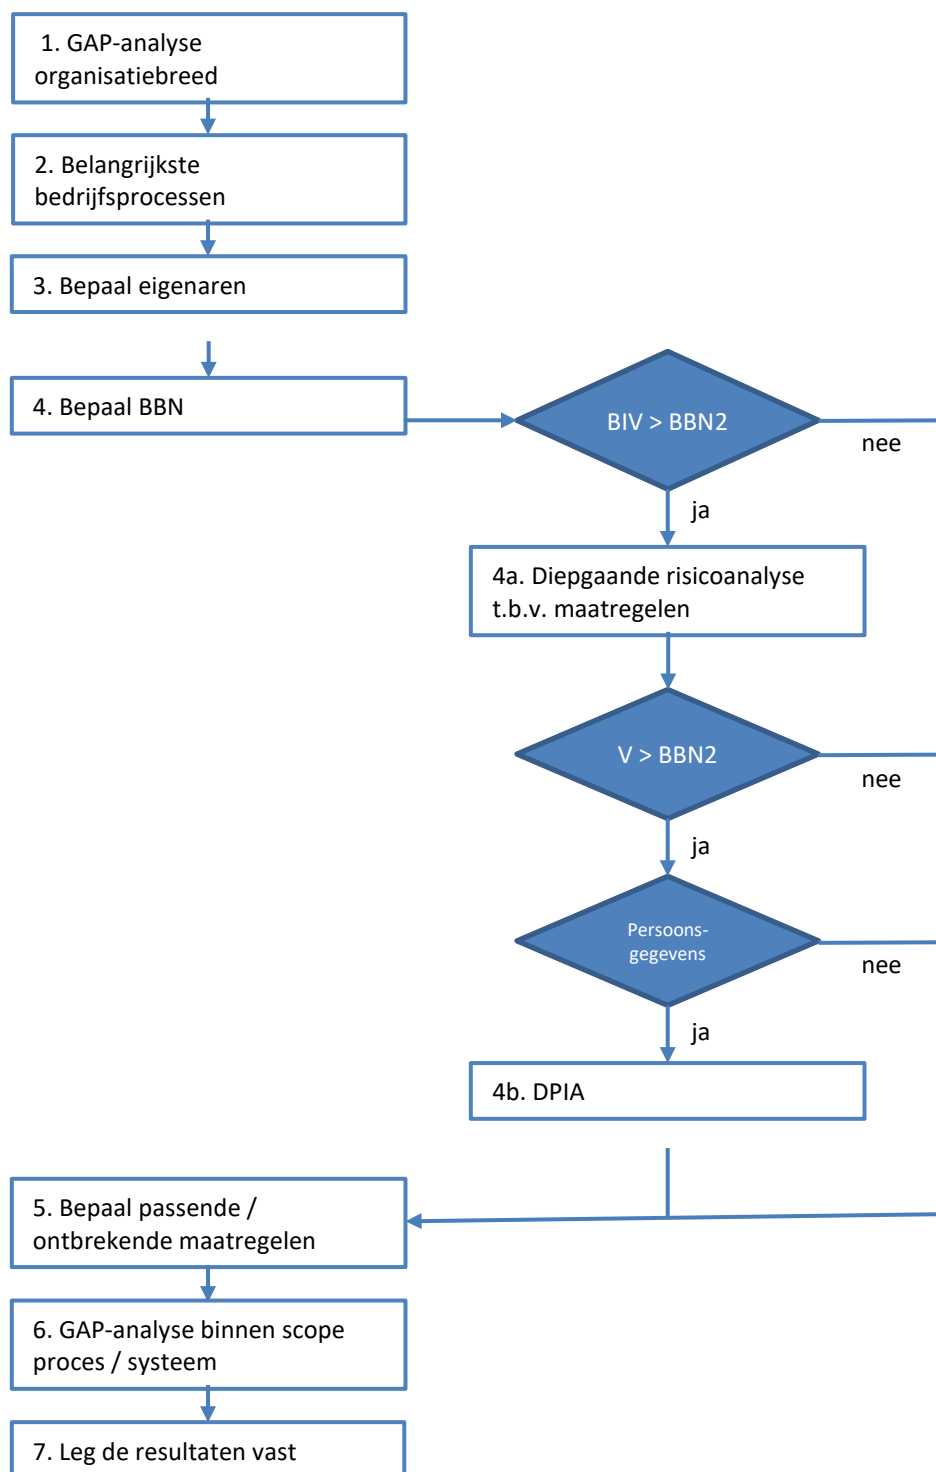 1. GAP-analyse
organisatiebreed
2. Belangrijkste
bedrijfsprocessen
3. Bepaal eigenaren
4. Bepaal BBN
BIV > BBN2
nee
ja
4a. Diepgaande risicoanalyse
t.b.v. maatregelen
V > BBN2
nee
ja
Persoons-
gegevens
nee
ja
4b. DPIA
5. Bepaal passende /
ontbrekende maatregelen
6. GAP-analyse binnen scope
proces / systeem
7. Leg de resultaten vast